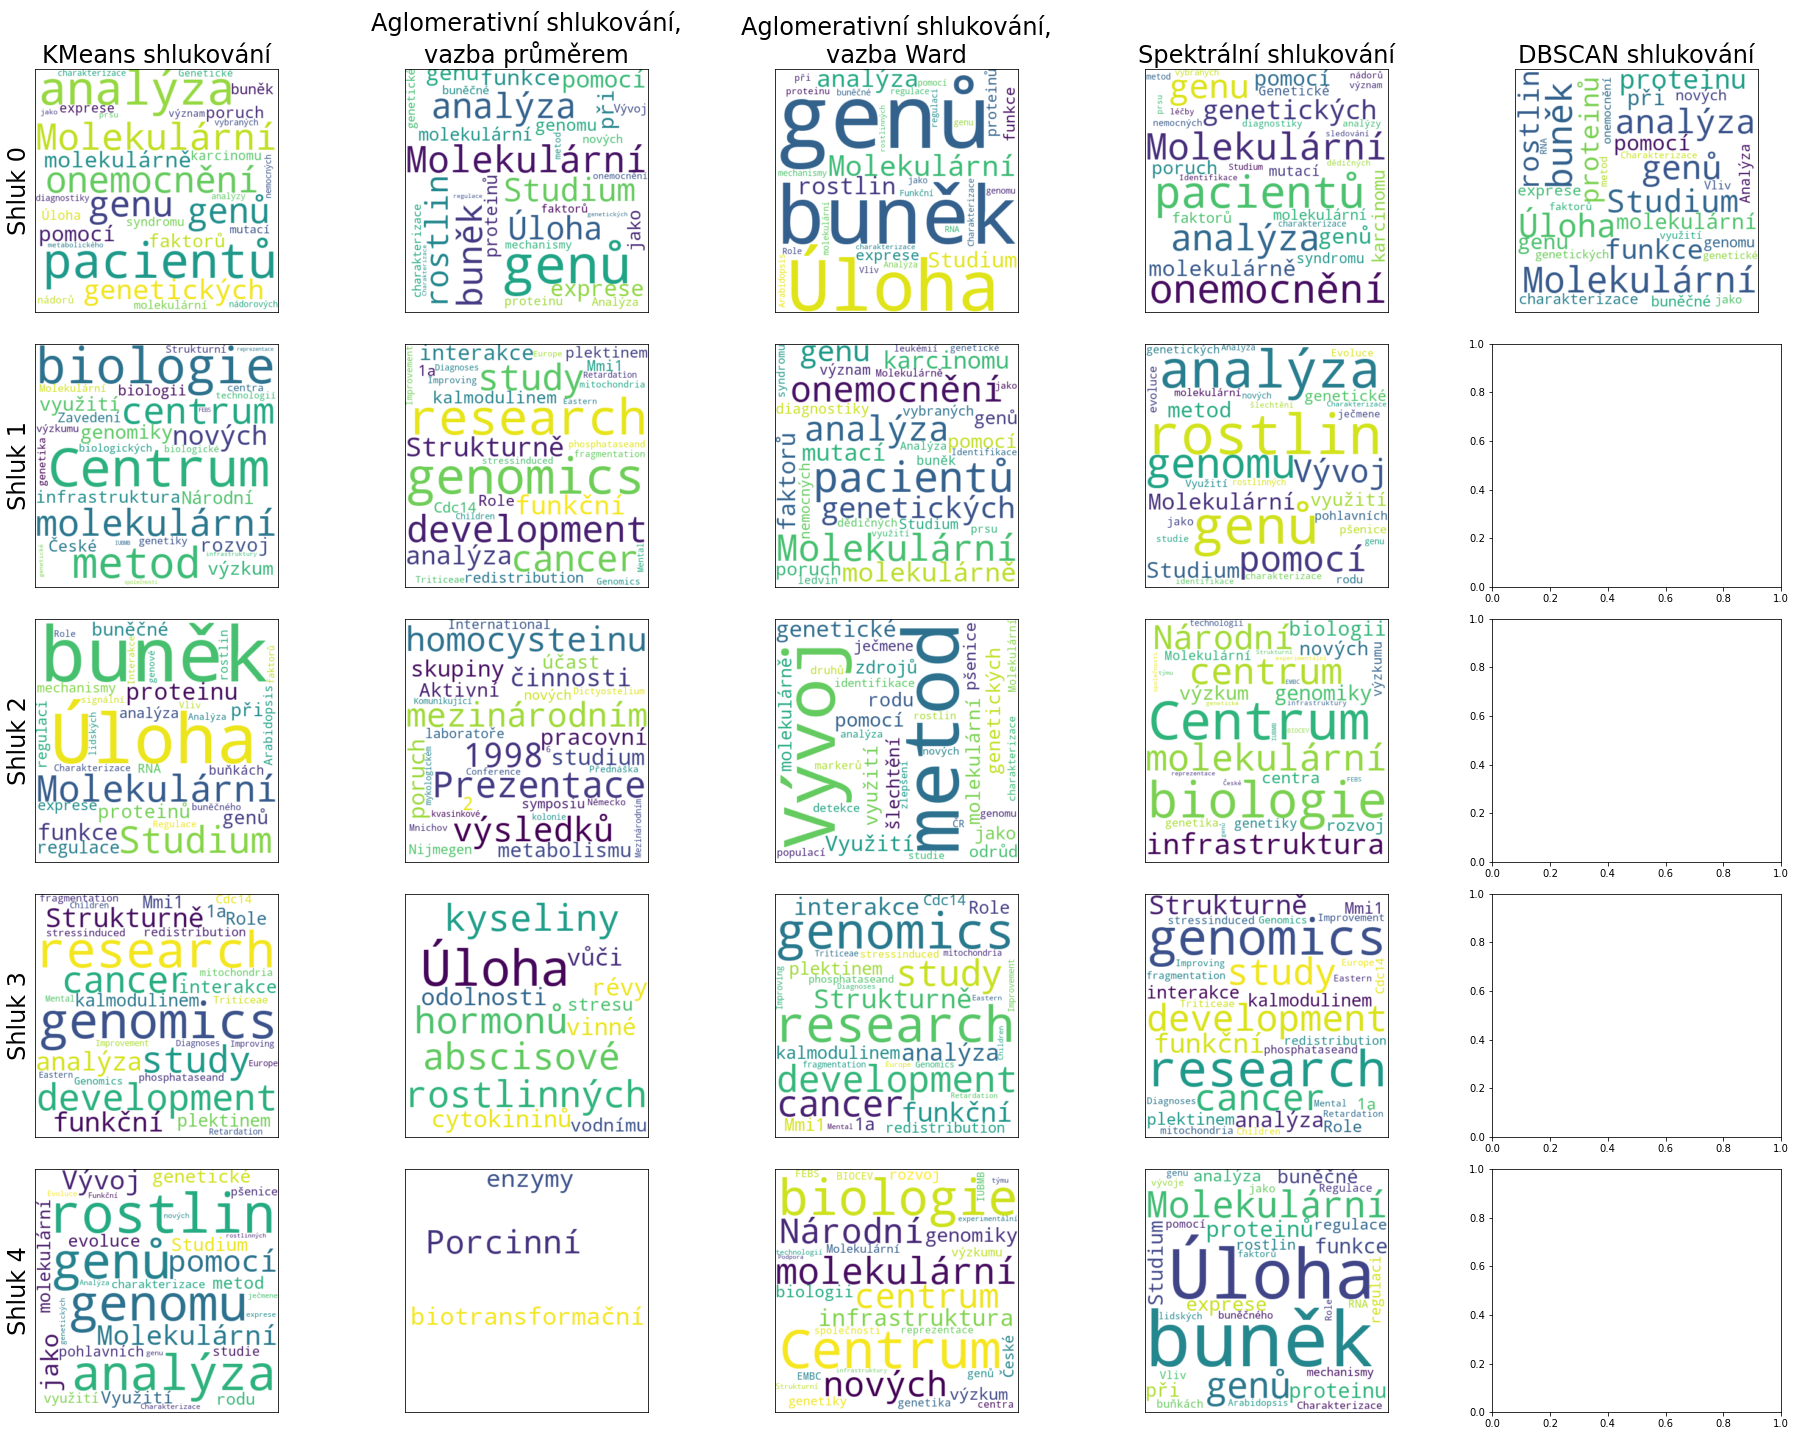 KMeans shlukování
Aglomerativní shlukování,
vazba průměrem
Aglomerativní shlukování,
vazba Ward
Spektrální shlukování
DBSCAN shlukování
Shluk 0
charakterizace Genetické
analýza
buněk
jako exprese prsu význam poruch
vybraných
Molekulární
molekulárně karcinomu
onemocnění
nemocných
diagnostiky analýzy
genu genů
Úloha syndromu mutací
pomocí faktorů
metabolického
pacientů
genetických
nádorů molekulární nádorových
genu funkce pomocí
genetické buněčné
analýza při Vývoj
molekulární genomu
metod nových
Molekulární
onemocnění
regulace
rostlin buněk proteinů Studium
faktorů genetických
Úloha jako
mechanismy
charakterizace Charakterizace
genů
exprese
proteinu Analýza
při analýza pomocí
proteinu buněčné regulace
genů
rostlinných regulaci genu proteinů funkce
Molekulární
mechanismy jako
rostlin Funkční genomu
buněk
molekulární RNA Charakterizace
Role charakterizace
exprese Studium
Vliv Analýza
Arabidopsis
Úloha
metod vybraných
genu pomocí nádorů
význam
prsu Genetické
léčby genetických
nemocných diagnostiky analýzy
sledování
Molekulární
poruch Studium dědičných
Identifikace mutací
pacientů
faktorů molekulární karcinomu
charakterizace
analýza genů
syndromu
molekulárně
onemocnění
rostlin buněk proteinů onemocnění proteinu
při nových
RNA metod analýza
pomocí
Charakterizace
genů Analýza
exprese Vliv
faktorů Studium
Úloha molekulární
využití
genu funkce genomu
genetických genetické
Molekulární
charakterizace buněčné jako
Shluk 1
Strukturní reprezentace
biologie
Molekulární biologii centra
technologií
využití centrum
Zavedení FEBS
výzkumu genomiky nových
genetika biologických biologické
Centrum
infrastruktura Národní
molekulární
České IUBMB genetiky rozvoj
infrastruktury
genetické metod výzkum
společnosti
Improvement interakce Europe plektinem
1a Diagnoses study Mmi1
Improving Retardation
mitochondria
kalmodulinem Eastern
research
Strukturně phosphataseand
fragmentation
stressinduced
genomics
Cdc14 Role funkční
Children
development
analýza cancer Mental
Triticeae redistribution Genomics
syndromu genu leukémií genetické
karcinomu
význam Molekulárně
onemocnění jako
diagnostiky vybraných genů
faktorů analýza pomocí
mutací Analýza Identifikace
buněk
pacientů
nemocných genetických
dědičných Studium prsu
využití
Molekulární
poruch molekulárně
ledvin
genetických Analýza Evoluce
analýza
evoluce molekulární nových genetické
šlechtění Charakterizace
metod ječmene
rostlin
genomu Vývoj
Využití rostlinných
Molekulární využití
jako genů pohlavních
pšenice
studie genu
pomocí
Studium
identifikace charakterizace rodu
1.0
0.8
0.6
0.4
0.2
0.0
0.0 0.2 0.4 0.6 0.8 1.0
Shluk 2
Role buněčné
buněk
Interakce genové rostlin faktorů
mechanismy proteinu
signální Vliv
analýza Analýza při
regulaci Úloha lidských Arabidopsis
Charakterizace RNA buňkách
Molekulární
exprese proteinů buněčného
genů
funkce Regulace
regulace Studium
International
homocysteinu
skupiny účast
činnosti
Aktivní nových Dictyostelium
Komunikující
mezinárodním
laboratoře pracovní
1998 6 studium
poruch mykologickém Conference Přednáška
Prezentace
2 symposiu Německo
kvasinkové kolonie
Mnichov výsledků
Nijmegen metabolismu Mezinárodním
genetické metod pšenice Molekulární
ječmene
molekulárně Vývoj druhů zdrojů
identifikace genetických
rodu
pomocí rostlin
analýza
využití šlechtění nových molekulární
markerů zlepšení charakterizace
detekce ČR genomu
jako
populací Využití studie odrůd
technologií
Národní biologii
Molekulární Strukturní nových
experimentální
společnosti týmu centrum výzkumu
EMBC
výzkum genomiky
genetické infrastruktury
Centrum
IUBMB BIOCEV
molekulární
reprezentace České centra FEBS
biologie
genetika genů genetiky rozvoj
infrastruktura
1.0
0.8
0.6
0.4
0.2
0.0
0.0 0.2 0.4 0.6 0.8 1.0
Shluk 3
fragmentation Mmi1 Cdc14
Children
Strukturně 1a Role
stressinduced redistribution
research
cancer mitochondria
interakce
Mental kalmodulinem Triticeae
genomics
Improvement Diagnoses Improving
analýza study Europe
Eastern Genomics phosphataseand
development
funkční plektinem
Retardation
kyseliny
Úloha vůči
révy
odolnosti stresu
hormonů vinné
abscisové
rostlinných
cytokininů vodnímu
interakce Cdc14 Role
genomics
Triticeae stressinduced mitochondria
Improving plektinem study Improvement
phosphataseand
Diagnoses
Strukturně Eastern
research
kalmodulinem analýza Children
fragmentation Europe Genomics
development
Retardation
cancer funkční
Mmi1 Mental 1a redistribution
Strukturně Mmi1
stressinduced Genomics Improvement
genomics
Improving Europe
fragmentation study Eastern Cdc14
interakce kalmodulinem
Triticeae
development
funkční redistribution
phosphataseand
research
Diagnoses cancer Mental 1a
Retardation
plektinem analýza Role
mitochondria Children
1.0
0.8
0.6
0.4
0.2
0.0
0.0 0.2 0.4 0.6 0.8 1.0
Shluk 4
Vývoj genetické
Evoluce Funkční pšenice
rostlin
molekulární nových rostlinných
evoluce Studium
genů pomocí
Analýza charakterizace metod
ječmene
genomu
genetických exprese
Molekulární
jako pohlavních genu studie
analýza
využití Využití rodu
Charakterizace
enzymy
Porcinní
biotransformační
FEBS BIOCEV rozvoj IUBMB týmu
biologie
experimentální
Národní genomiky
technologií Molekulární výzkumu
Podpora
molekulární
biologii centrum
infrastruktura
společnosti reprezentace
Centrum České
infrastruktury
EMBC genů
Strukturní nových
genetiky genetika výzkum
centra
genu analýza buněčné
vývoje jako Regulace
Molekulární
Studium pomocí proteinů regulace
rostlin
faktorů funkce
Úloha regulaci
exprese Role RNA
lidských buněčného
buněk
Vliv mechanismy
při genů proteinu
buňkách Arabidopsis Charakterizace
1.0
0.8
0.6
0.4
0.2
0.0
0.0 0.2 0.4 0.6 0.8 1.0